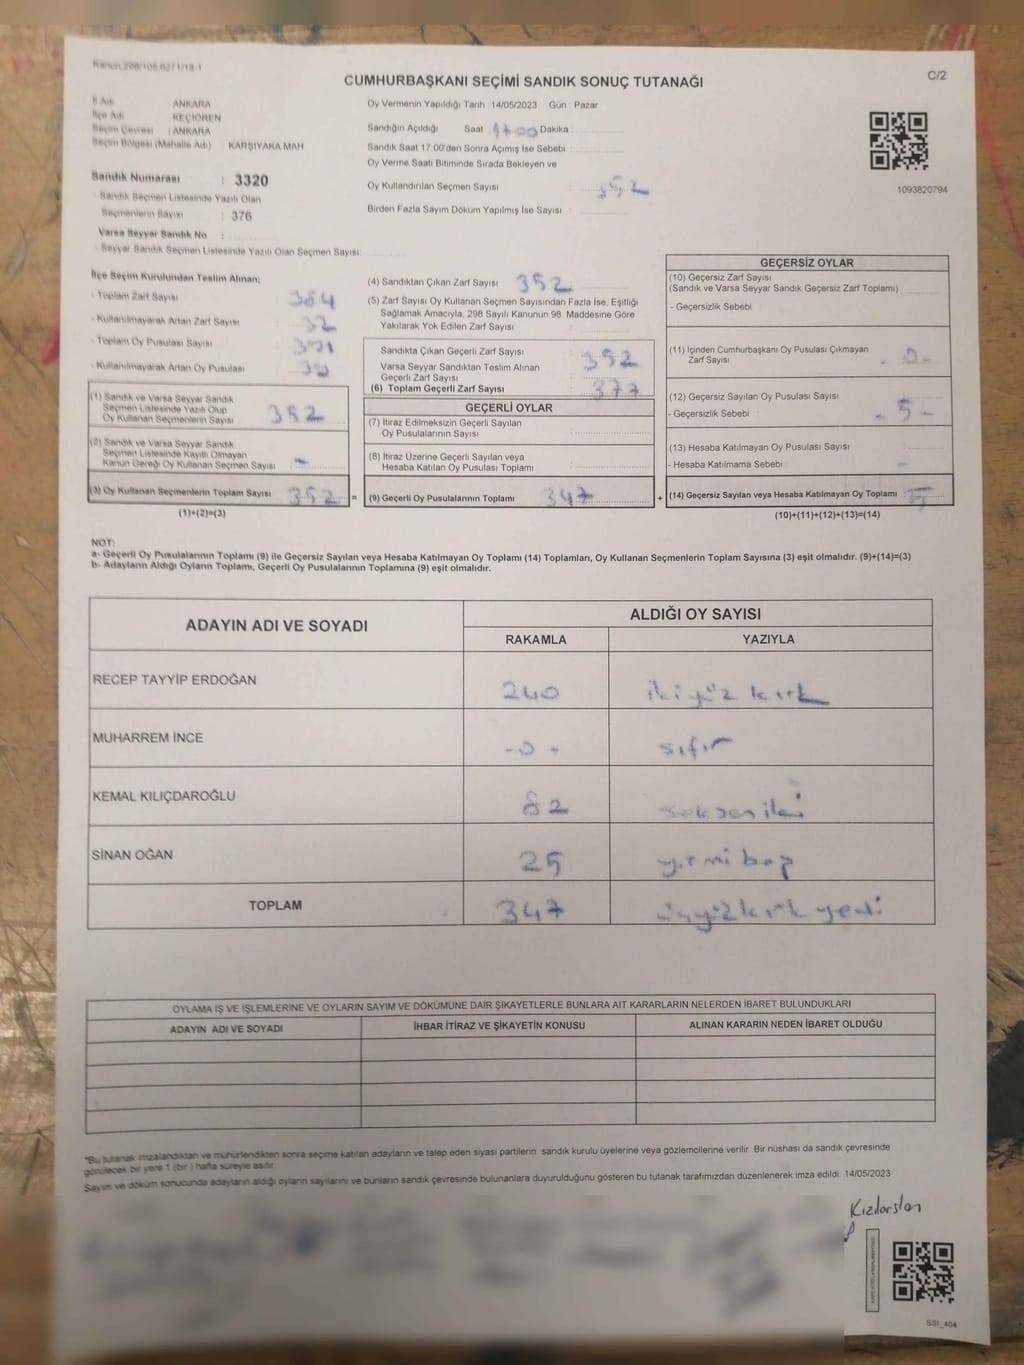 CUMHURBAŞKANI SEÇİMİ SANDIK SONUÇ TUTANAĞI
C/2
İl Adı ANKARA
İlçe Adı KEÇİÖREN
Seçim Çevresi : ANKARA
Seçim Bölgesi (Mahalle Adı) KARŞIYAKA MAH
Sandık Numarası : 3320
- Sandık Seçmen Listesinde Yazılı Olan
Seçmenlerin Sayısı : 376
Varsa Seyyar Sandık No :
- Seyyar Sandık Seçmen Listesinde Yazılı Olan Seçmen Sayısı:
Oy Vermenin Yapıldığı Tarih 14/05/2023 Gün : Pazar
Sandığın Açıldığı Saat 17:00 Dakika
Sandık Saat 17 00'den Sonra Açımış İse Sebebi :
Oy Verme Saati Bitiminde Sırada Bekleyen ve
Oy Kullandırılan Seçmen Sayısı : 352
Birden Fazla Sayım Döküm Yapılmış İse Sayısı :
1093820794
İlçe Seçim Kurulundan Teslim Alınan;
- Toplam Zarf Sayısı : 384
- Kullanılmayarak Artan Zarf Sayısı : 32
- Toplam Oy Pusulası Sayısı
- Kullanılmayarak Artan Oy Pusulası
(1) Sandık ve Varsa Seyyar Sandık
Seçmen Listesinde Yazılı Olup
Oy Kullanan Seçmenlerin Sayısı 352
(2) Sandık ve Varsa Seyyar Sandık
Seçmen Listesinde Kayıtlı Olmayan
Kanun Gereği Oy Kullanan Seçmen Sayısı -
(3) Oy Kullanan Seçmenlerin Toplam Sayısı 352 =
(1)+(2)=(3)
(4) Sandıktan Çıkan Zarf Sayısı 352
(5) Zarf Sayısı Oy Kullanan Seçmen Sayısından Fazla İse, Eşitliği
Sağlamak Amacıyla, 298 Sayılı Kanunun 98. Maddesine Göre
Yakılarak Yok Edilen Zarf Sayısı :
Sandıkta Çıkan Geçerli Zarf Sayısı 352
Varsa Seyyar Sandıktan Teslim Alınan
Geçerli Zarf Sayısı :
(6) Toplam Geçerli Zarf Sayısı 377
GEÇERLİ OYLAR
(7) İtiraz Edilmeksizin Geçerli Sayılan
Oy Pusulalarının Sayısı
(8) İtiraz Üzerine Geçerli Sayılan veya
Hesaba Katılan Oy Pusulası Toplamı
(9) Geçerli Oy Pusulalarının Toplamı 347 +
GEÇERSİZ OYLAR
(10) Geçersiz Zarf Sayısı
(Sandık ve Varsa Seyyar Sandık Geçersiz Zarf Toplamı)
- Geçersizlik Sebebi
(11) İçinden Cumhurbaşkanı Oy Pusulası Çıkmayan
Zarf Sayısı - 0 -
(12) Geçersiz Sayılan Oy Pusulası Sayısı
- Geçersizlik Sebebi - 5 -
(13) Hesaba Katılmayan Oy Pusulası Sayısı
- Hesaba Katılmama Sebebi
(14) Geçersiz Sayılan veya Hesaba Katılmayan Oy Toplamı 5
(10)+(11)+(12)+(13)=(14)
NOT:
a- Geçerli Oy Pusulalarının Toplamı (9) ile Geçersiz Sayılan veya Hesaba Katılmayan Oy Toplamı (14) Toplamları, Oy Kullanan Seçmenlerin Toplam Sayısına (3) eşit olmalıdır. (9)+(14)=(3)
b- Adayların Aldığı Oyların Toplamı, Geçerli Oy Pusulalarının Toplamına (9) eşit olmalıdır.
ADAYIN ADI VE SOYADI ALDIĞI OY SAYISI
RAKAMLA YAZIYLA
RECEP TAYYİP ERDOĞAN 240 iki yüz kırk
MUHARREM İNCE -0- sıfır
KEMAL KILIÇDAROĞLU 82 seksen iki
SİNAN OĞAN 25 yirmi beş
TOPLAM 347 üçyüz kırk yedi
OYLAMA İŞ VE İŞLEMLERİNE VE OYLARIN SAYIM VE DÖKÜMÜNE DAİR ŞİKAYETLERLE BUNLARA AİT KARARLARIN NELERDEN İBARET BULUNDUKLARI
ADAYIN ADI VE SOYADI İHBAR İTİRAZ VE ŞİKAYETİN KONUSU ALINAN KARARIN NEDEN İBARET OLDUĞU
*Bu tutanak imzalandıktan ve mühürlendikten sonra seçime katılan adayların ve talep eden siyasi partilerin sandık kurulu üyelerine veya gözlemcilerine verilir. Bir nüshası da sandık çevresinde
görülecek bir yere 1 (bir ) hafta süreyle asılır.
Sayım ve döküm sonucunda adayların aldığı oyların sayılarını ve bunların sandık çevresinde bulunanlara duyurulduğunu gösteren bu tutanak tarafımızdan düzenlenerek imza edildi. 14/05/2023
Kızılarslan
SSI_404